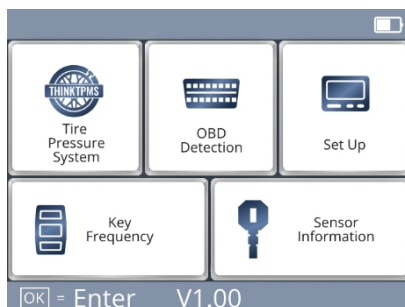 THINKTPMS
Tire
Pressure
System
OBD
Detection
Set Up
Key
Frequency
Sensor
Information
OK = Enter V1.00